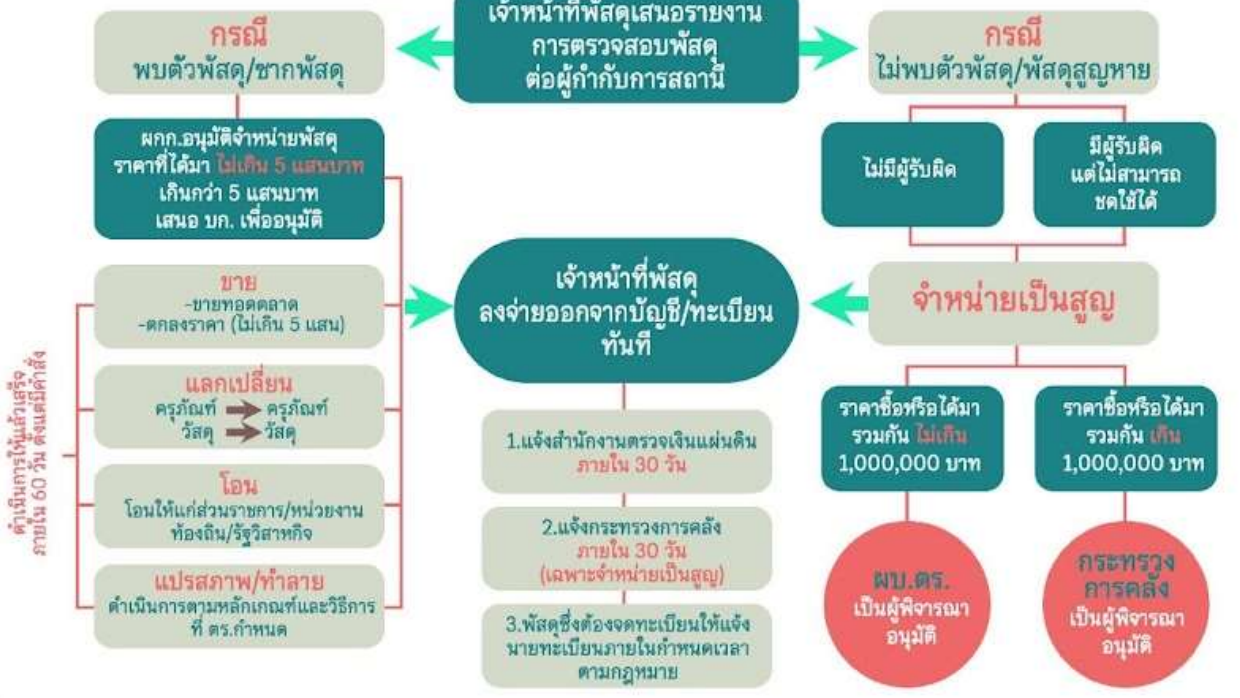 เจ้าหน้าที่พัสดุเสนอรายงาน
การตรวจสอบพัสดุ
ต่อผู้กำกับการสถานี
กรณี
พบตัวพัสดุ/ซากพัสดุ
ผกก.อนุมัติจำหน่ายพัสดุ
ราคาที่ได้มา ไม่เกิน 5 แสนบาท
เกินกว่า 5 แสนบาท
เสนอ บก. เพื่ออนุมัติ
ดำเนินการให้แล้วเสร็จ
ภายใน 60 วัน ตั้งแต่มีคำสั่ง
ขาย
-ขายทอดตลาด
-ตกลงราคา (ไม่เกิน 5 แสน)
แลกเปลี่ยน
ครุภัณฑ์ ครุภัณฑ์
วัสดุ วัสดุ
โอน
โอนให้แก่ส่วนราชการ/หน่วยงาน
ท้องถิ่น/รัฐวิสาหกิจ
แปรสภาพ/ทำลาย
ดำเนินการตามหลักเกณฑ์และวิธีการ
ที่ ตร.กำหนด
เจ้าหน้าที่พัสดุ
ลงจ่ายออกจากบัญชี/ทะเบียน
ทันที
1.แจ้งสำนักงานตรวจเงินแผ่นดิน
ภายใน 30 วัน
2.แจ้งกระทรวงการคลัง
ภายใน 30 วัน
(เฉพาะจำหน่ายเป็นสูญ)
3.พัสดุซึ่งต้องจดทะเบียนให้แจ้ง
นายทะเบียนภายในกำหนดเวลา
ตามกฎหมาย
กรณี
ไม่พบตัวพัสดุ/พัสดุสูญหาย
ไม่มีผู้รับผิด
มีผู้รับผิด
แต่ไม่สามารถ
ชดใช้ได้
จำหน่ายเป็นสูญ
ราคาซื้อหรือได้มา
รวมกัน ไม่เกิน
1,000,000 บาท
ราคาซื้อหรือได้มา
รวมกัน เกิน
1,000,000 บาท
ผบ.ตร.
เป็นผู้พิจารณา
อนุมัติ
กระทรวง
การคลัง
เป็นผู้พิจารณา
อนุมัติ